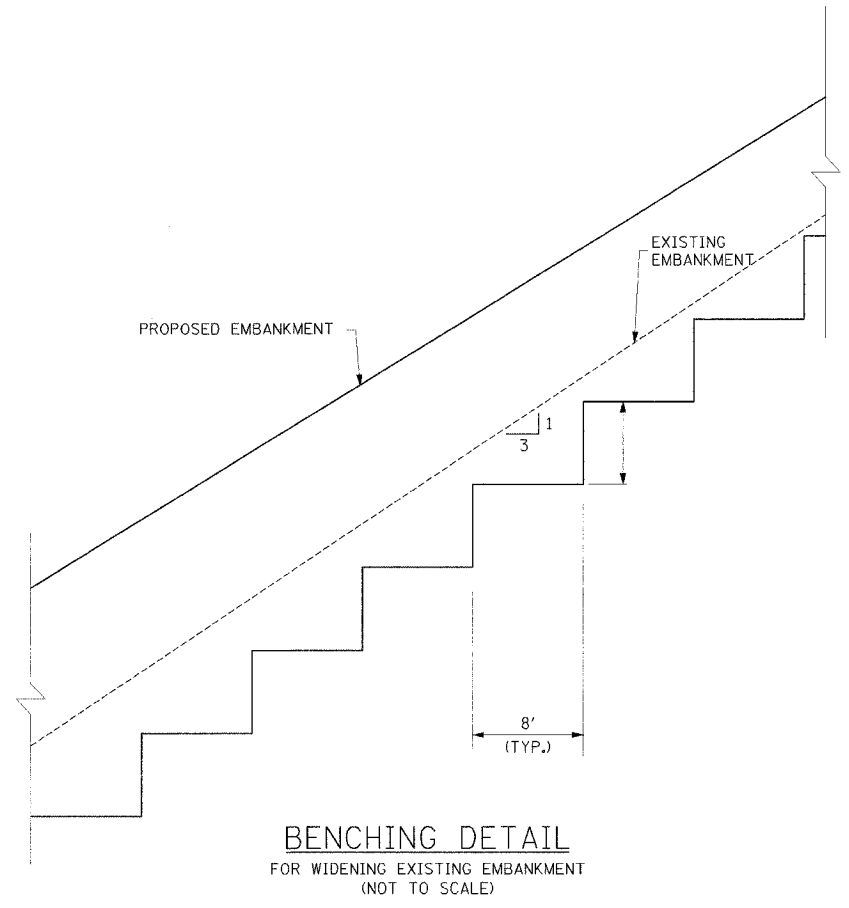 EXISTING
EMBANKMENT
PROPOSED EMBANKMENT
1
3
8'
(TYP.)
BENCHING DETAIL
FOR WIDENING EXISTING EMBANKMENT
(NOT TO SCALE)